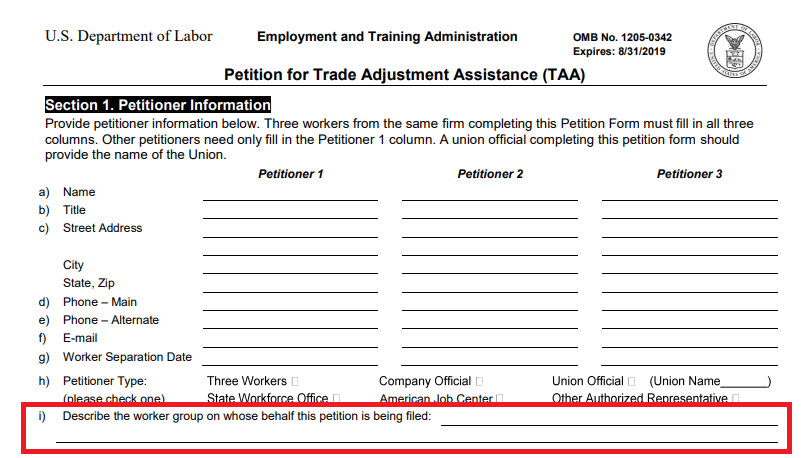 U.S. Department of Labor Employment and Training Administration OMB No. 1205-0342
Expires: 8/31/2019
Petition for Trade Adjustment Assistance (TAA)
Section 1. Petitioner Information
Provide petitioner information below. Three workers from the same firm completing this Petition Form must fill in all three
columns. Other petitioners need only fill in the Petitioner 1 column. A union official completing this petition form should
provide the name of the Union.
Petitioner 1 Petitioner 2 Petitioner 3
a) Name
b) Title
c) Street Address
City
State, Zip
d) Phone – Main
e) Phone – Alternate
f) E-mail
g) Worker Separation Date
h) Petitioner Type: Three Workers □ Company Official □ Union Official □ (Union Name_______)
(please check one) State Workforce Office □ American Job Center □ Other Authorized Representative □
i) Describe the worker group on whose behalf this petition is being filed: